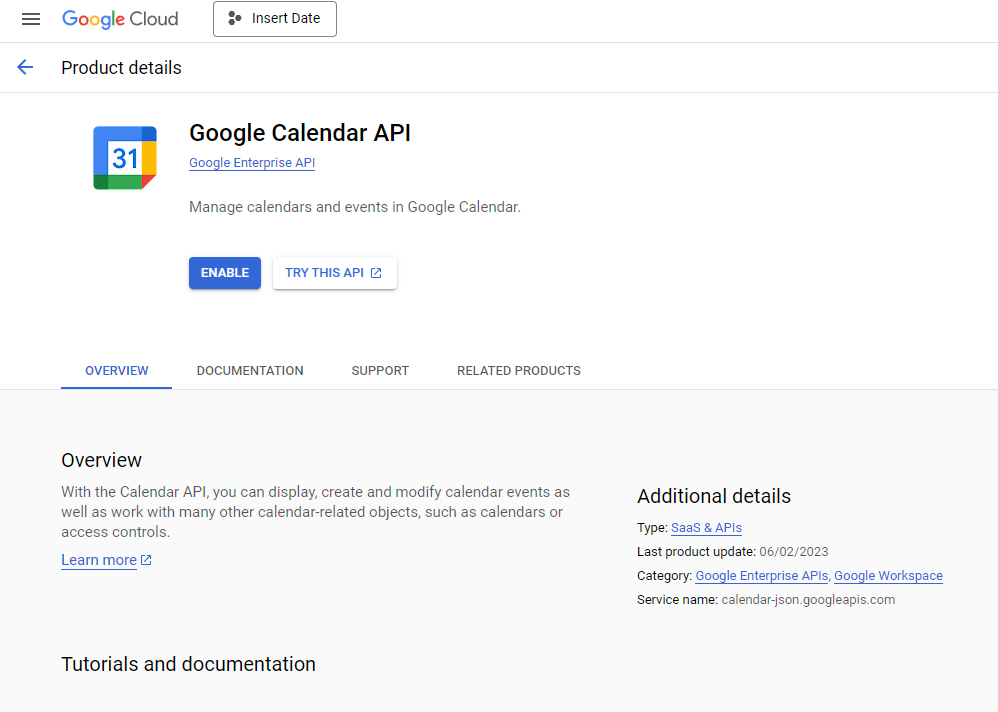 Google Cloud
Insert Date
Product details
31
Google Calendar API
Google Enterprise API
Manage calendars and events in Google Calendar.
ENABLE
TRY THIS API
OVERVIEW
DOCUMENTATION
SUPPORT
RELATED PRODUCTS
Overview
With the Calendar API, you can display, create and modify calendar events as
well as work with many other calendar-related objects, such as calendars or
access controls.
Learn more
Additional details
Type: SaaS & APIs
Last product update: 06/02/2023
Category: Google Enterprise APIs, Google Workspace
Service name: calendar-json.googleapis.com
Tutorials and documentation